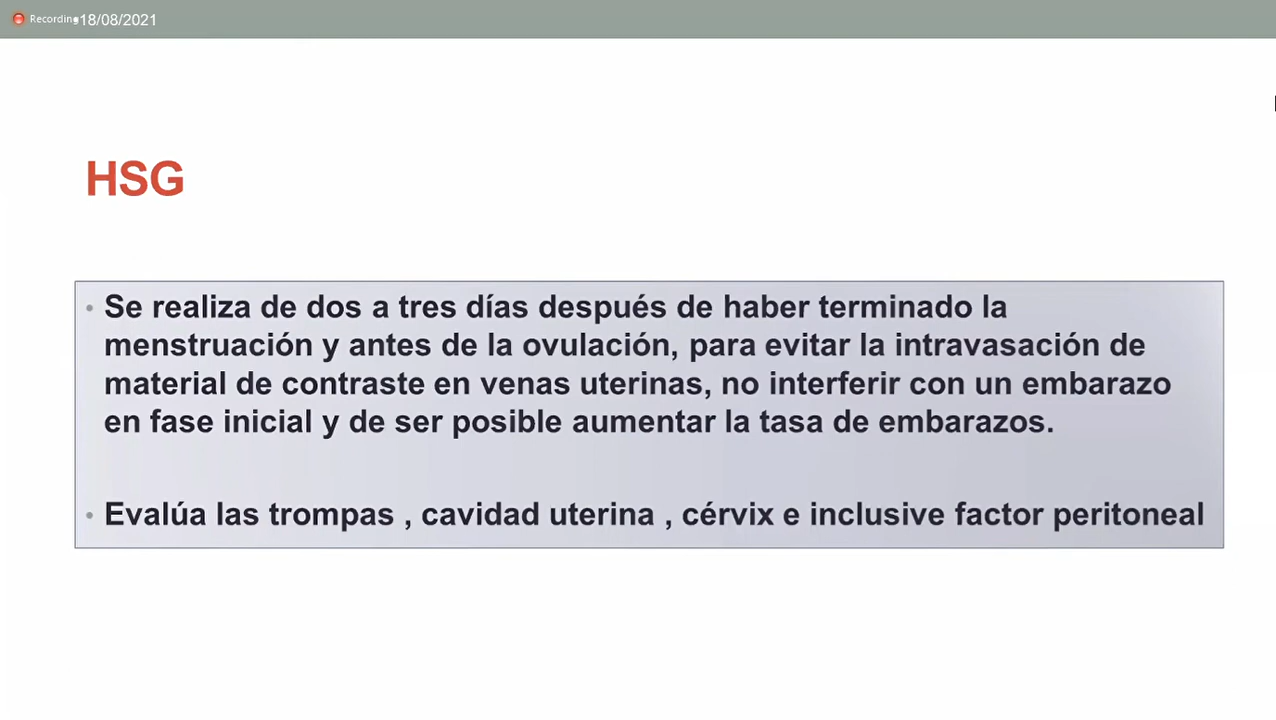 Recording
18/08/2021
HSG
• Se realiza de dos a tres días después de haber terminado la
menstruación y antes de la ovulación, para evitar la intravasación de
material de contraste en venas uterinas, no interferir con un embarazo
en fase inicial y de ser posible aumentar la tasa de embarazos.
• Evalúa las trompas , cavidad uterina , cérvix e inclusive factor peritoneal